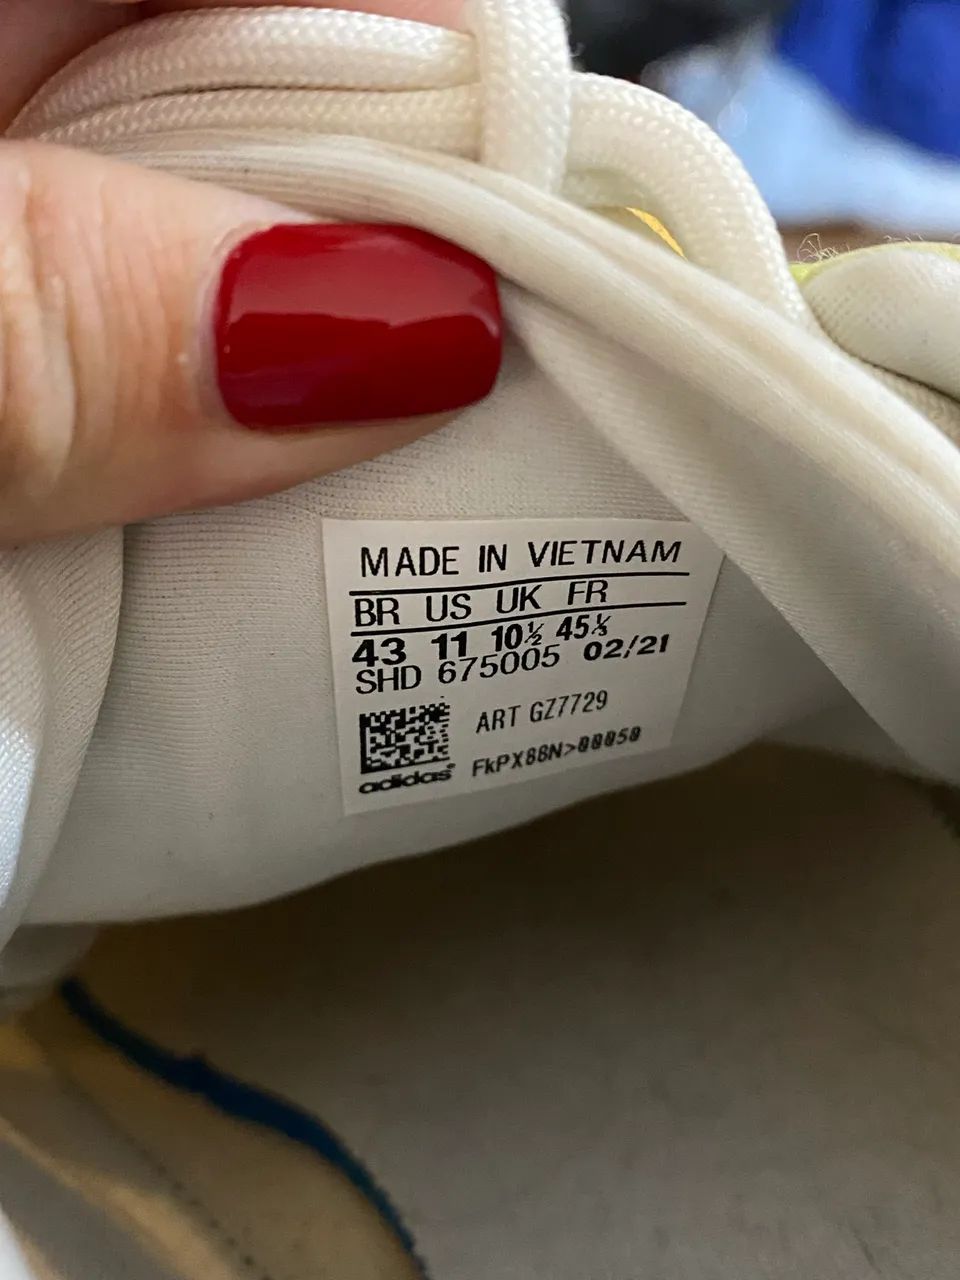 MADE IN VIETNAM
BR US UK FR
43 11 10½ 45⅓
SHD 675005 02/21
ART GZ7729
FkPX88N>00050
adidas